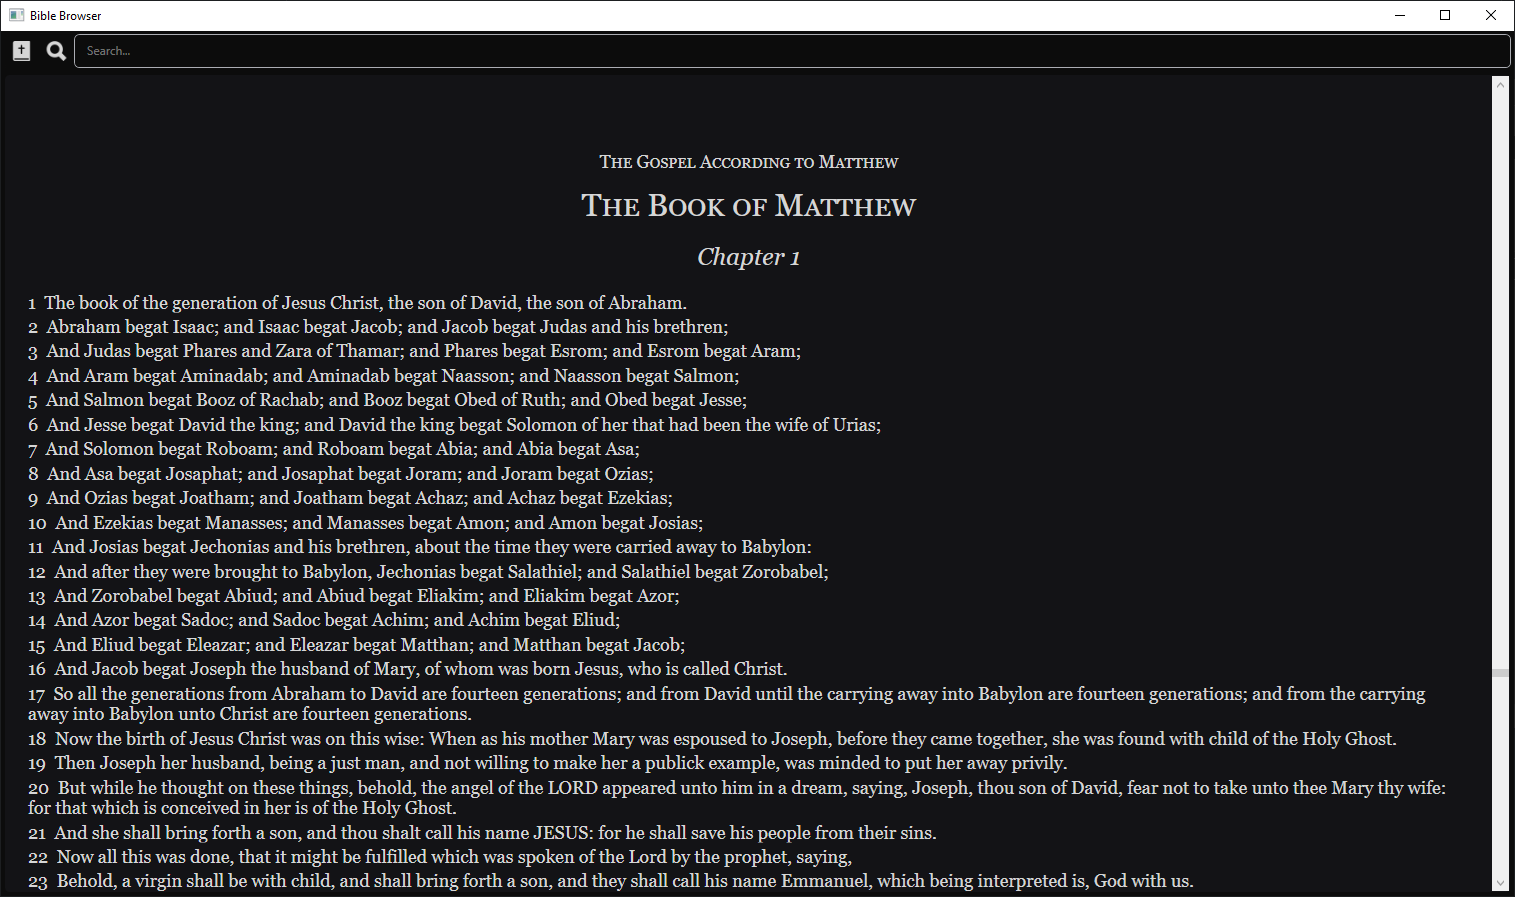 Bible Browser
Search...
The Gospel According to Matthew
The Book of Matthew
Chapter 1
1 The book of the generation of Jesus Christ, the son of David, the son of Abraham.
2 Abraham begat Isaac; and Isaac begat Jacob; and Jacob begat Judas and his brethren;
3 And Judas begat Phares and Zara of Thamar; and Phares begat Esrom; and Esrom begat Aram;
4 And Aram begat Aminadab; and Aminadab begat Naasson; and Naasson begat Salmon;
5 And Salmon begat Booz of Rachab; and Booz begat Obed of Ruth; and Obed begat Jesse;
6 And Jesse begat David the king; and David the king begat Solomon of her that had been the wife of Urias;
7 And Solomon begat Roboam; and Roboam begat Abia; and Abia begat Asa;
8 And Asa begat Josaphat; and Josaphat begat Joram; and Joram begat Ozias;
9 And Ozias begat Joatham; and Joatham begat Achaz; and Achaz begat Ezekias;
10 And Ezekias begat Manasses; and Manasses begat Amon; and Amon begat Josias;
11 And Josias begat Jechonias and his brethren, about the time they were carried away to Babylon:
12 And after they were brought to Babylon, Jechonias begat Salathiel; and Salathiel begat Zorobabel;
13 And Zorobabel begat Abiud; and Abiud begat Eliakim; and Eliakim begat Azor;
14 And Azor begat Sadoc; and Sadoc begat Achim; and Achim begat Eliud;
15 And Eliud begat Eleazar; and Eleazar begat Matthan; and Matthan begat Jacob;
16 And Jacob begat Joseph the husband of Mary, of whom was born Jesus, who is called Christ.
17 So all the generations from Abraham to David are fourteen generations; and from David until the carrying away into Babylon are fourteen generations; and from the carrying
away into Babylon unto Christ are fourteen generations.
18 Now the birth of Jesus Christ was on this wise: When as his mother Mary was espoused to Joseph, before they came together, she was found with child of the Holy Ghost.
19 Then Joseph her husband, being a just man, and not willing to make her a publick example, was minded to put her away privily.
20 But while he thought on these things, behold, the angel of the LORD appeared unto him in a dream, saying, Joseph, thou son of David, fear not to take unto thee Mary thy wife:
for that which is conceived in her is of the Holy Ghost.
21 And she shall bring forth a son, and thou shalt call his name JESUS: for he shall save his people from their sins.
22 Now all this was done, that it might be fulfilled which was spoken of the Lord by the prophet, saying,
23 Behold, a virgin shall be with child, and shall bring forth a son, and they shall call his name Emmanuel, which being interpreted is, God with us.